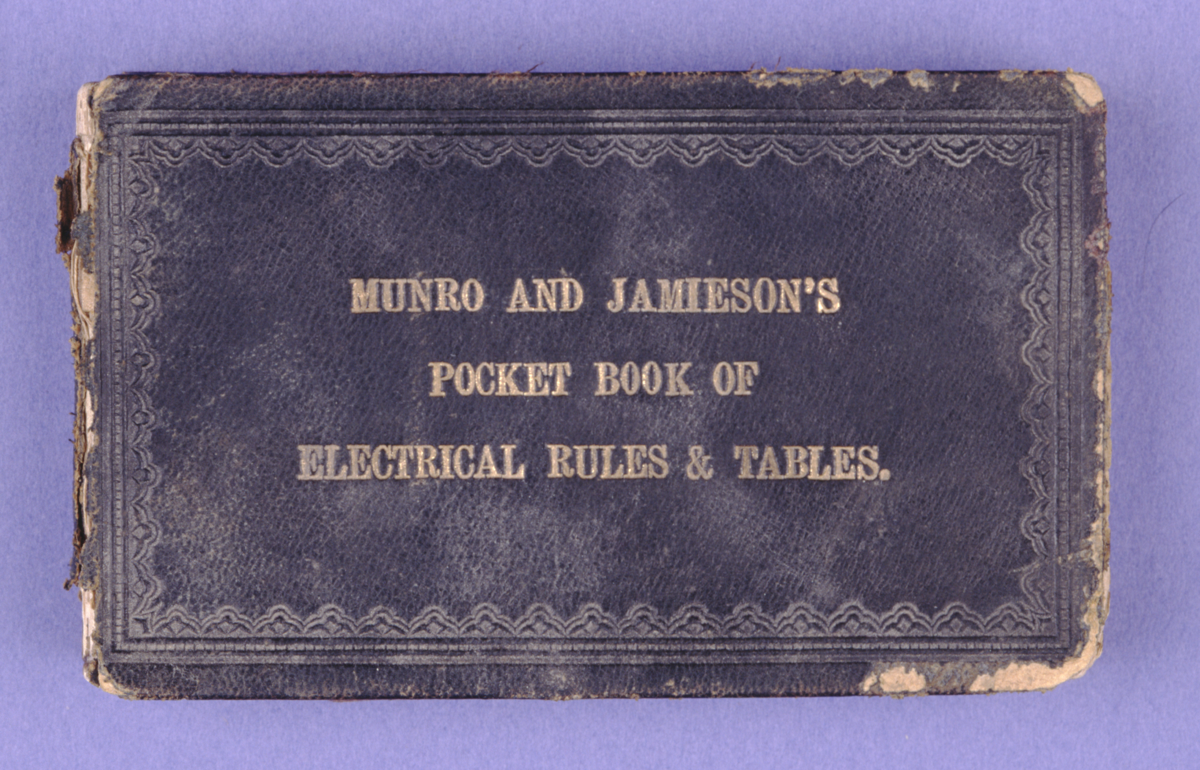 MUNRO AND JAMIESON'S
POCKET BOOK OF
ELECTRICAL RULES & TABLES.